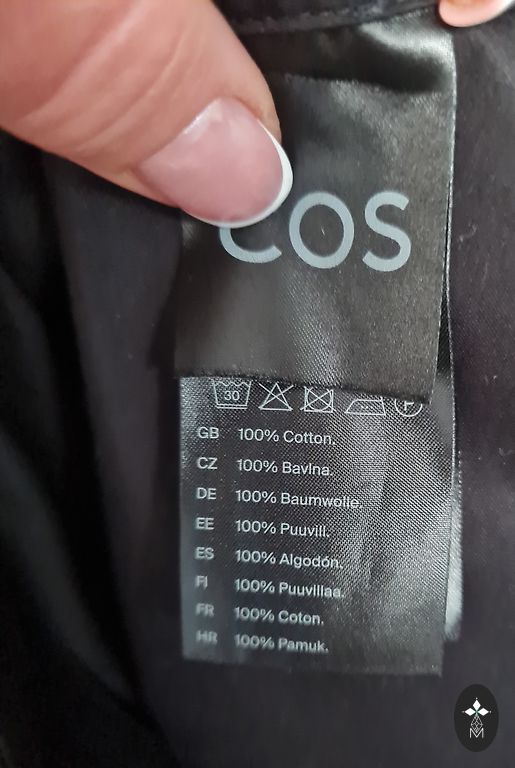 COS
30
P
GB 100% Cotton.
CZ 100% Bavlna.
DE 100% Baumwolle.
EE 100% Puuvill.
ES 100% Algodón.
FI 100% Puuvillaa.
FR 100% Coton.
HR 100% Pamuk.
M